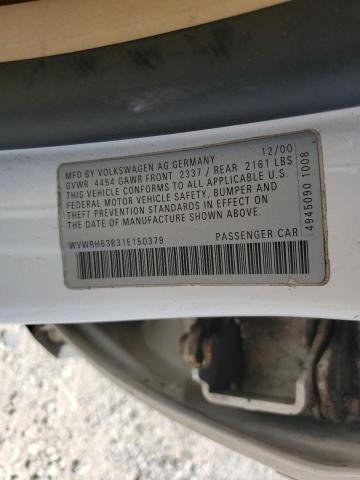 MFD BY VOLKSWAGEN AG GERMANY 12/00
GVWR 4454 GAWR FRONT 2337 / REAR 2161 LBS
THIS VEHICLE CONFORMS TO ALL APPLICABLE U.S.
FEDERAL MOTOR VEHICLE SAFETY, BUMPER AND
THEFT PREVENTION STANDARDS IN EFFECT ON
THE DATE OF MANUFACTURE SHOWN ABOVE.
WVWRH63B31E150379 PASSENGER CAR
4945090 1008